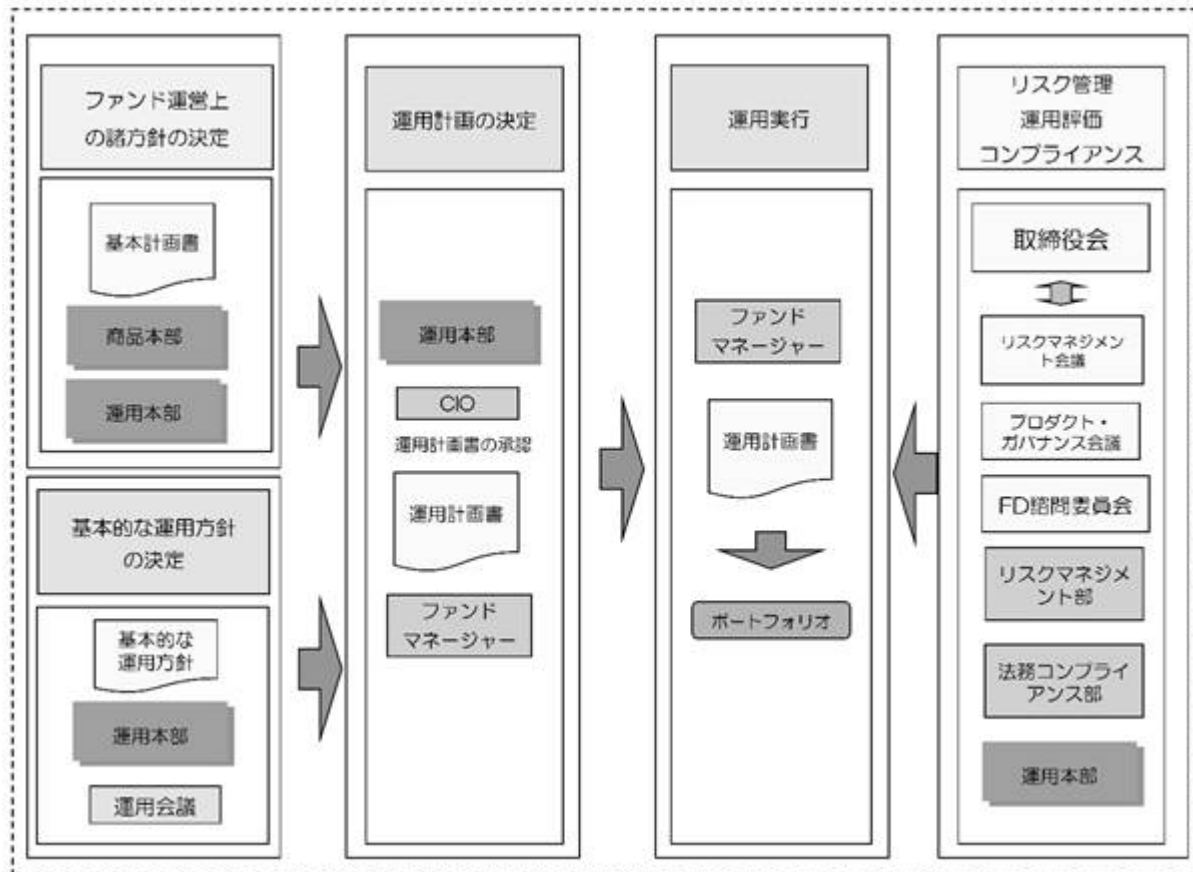 ファンド運営上
の諸方針の決定
基本計画書
商品本部
運用本部
基本的な運用方針
の決定
基本的な
運用方針
運用本部
運用会議
運用計画の決定
運用本部
CIO
運用計画書の承認
運用計画書
ファンド
マネージャー
運用実行
ファンド
マネージャー
運用計画書
ポートフォリオ
リスク管理
運用評価
コンプライアンス
取締役会
リスクマネジメン
ト会議
プロダクト・
ガバナンス会議
FD諮問委員会
リスクマネジメ
ント部
法務コンプライ
アンス部
運用本部